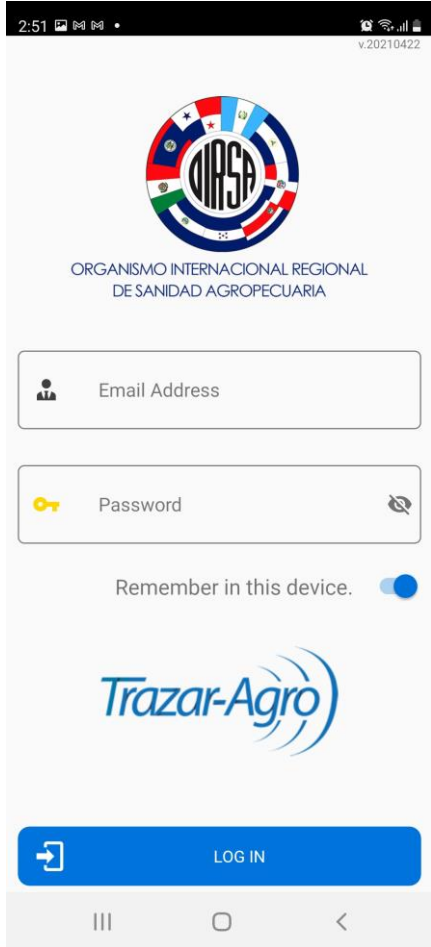 2:51
v.20210422
OIRSA
ORGANISMO INTERNACIONAL REGIONAL
DE SANIDAD AGROPECUARIA
Email Address
Password
Remember in this device.
Trazar-Agro
LOG IN